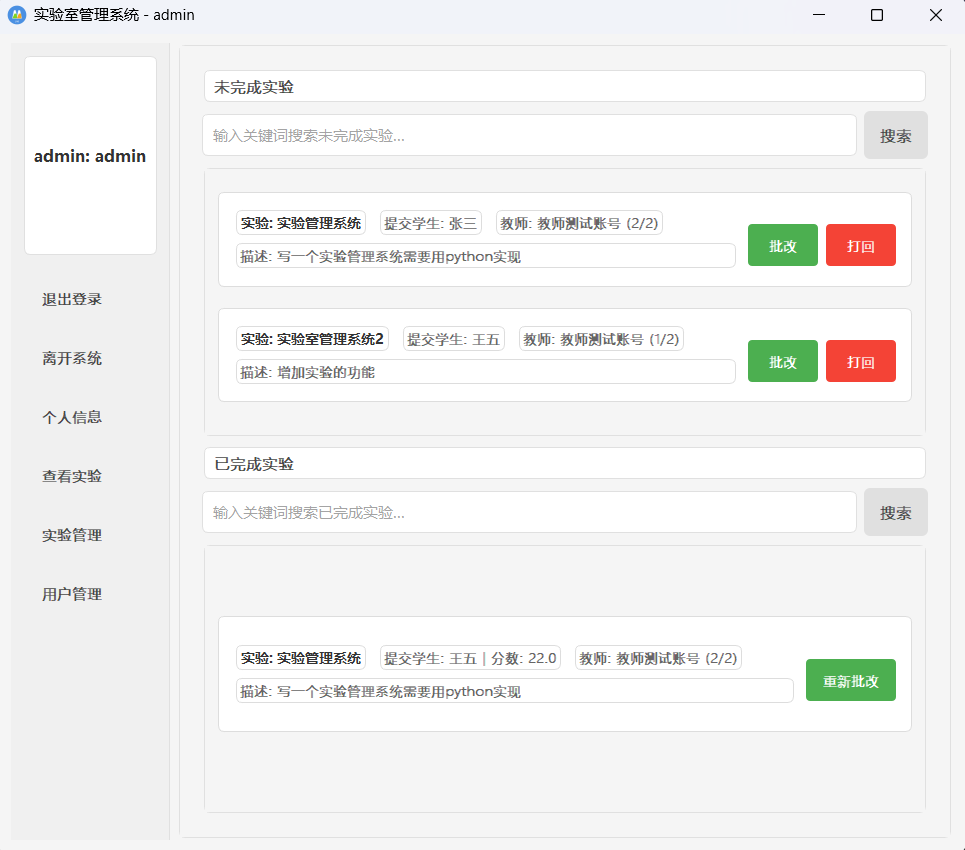 实验室管理系统 - admin
admin: admin
退出登录
离开系统
个人信息
查看实验
实验管理
用户管理
未完成实验
输入关键词搜索未完成实验...
搜索
实验: 实验管理系统 提交学生: 张三 教师: 教师测试账号 (2/2)
描述: 写一个实验管理系统需要用python实现
批改 打回
实验: 实验室管理系统2 提交学生: 王五 教师: 教师测试账号 (1/2)
描述: 增加实验的功能
批改 打回
已完成实验
输入关键词搜索已完成实验...
搜索
实验: 实验管理系统 提交学生: 王五 | 分数: 22.0 教师: 教师测试账号 (2/2)
描述: 写一个实验管理系统需要用python实现
重新批改